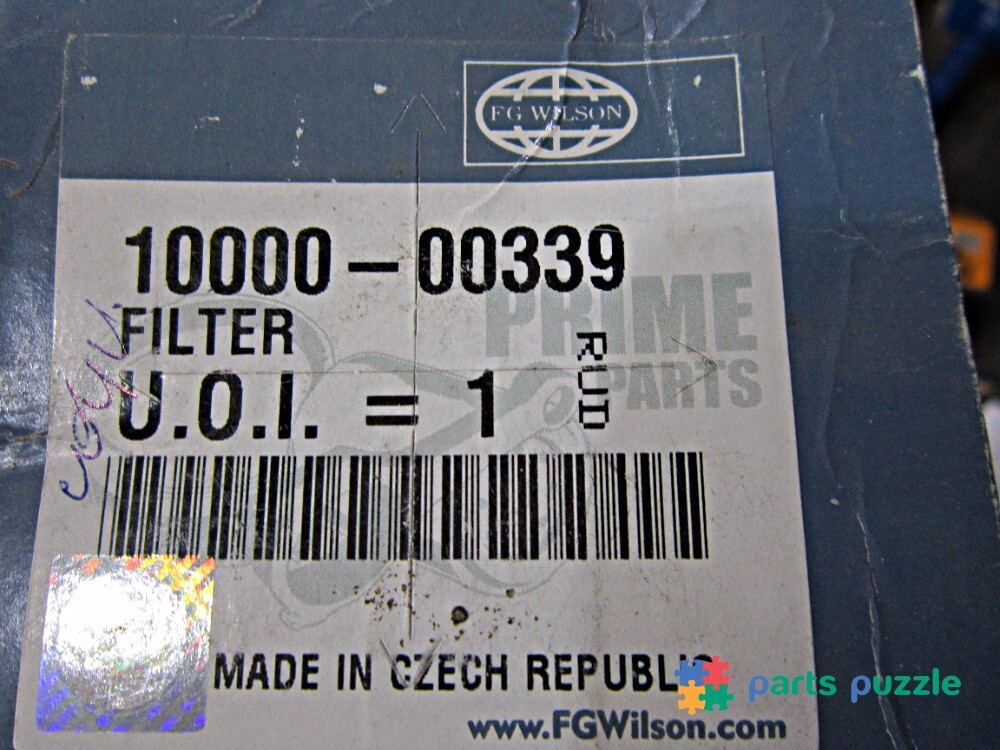 FG WILSON
10000-00339
FILTER
PRIME
PARTS
RUD
U.O.I. = 1
MADE IN CZECH REPUBLIC
parts puzzle
www.FGWilson.com